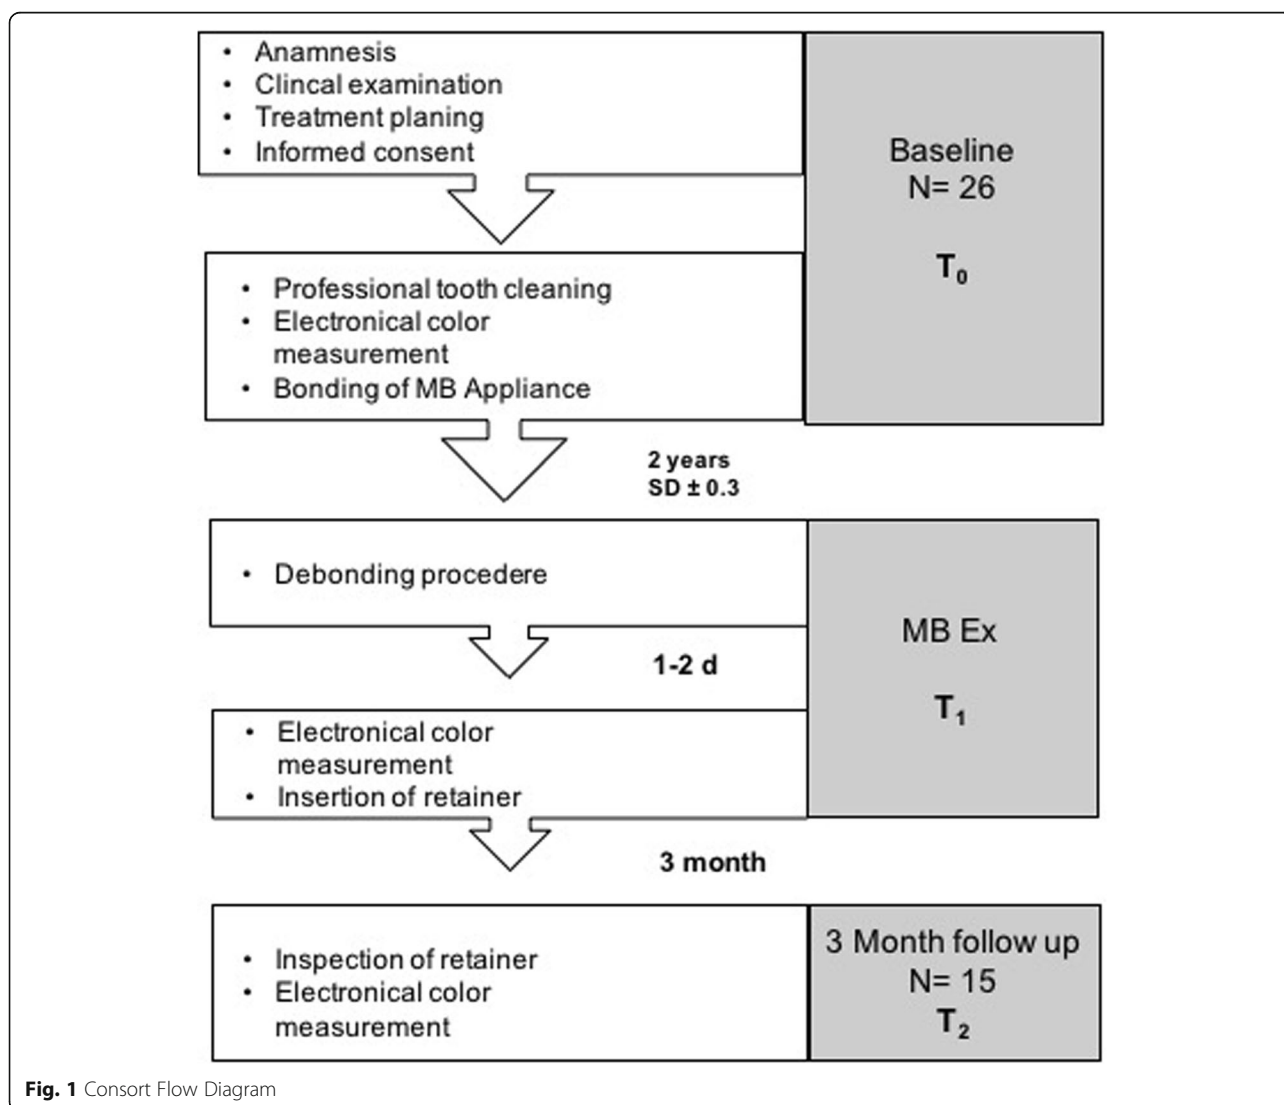 • Anamnesis
• Clincal examination
• Treatment planing
• Informed consent
Baseline
N= 26
T0
• Professional tooth cleaning
• Electronical color
measurement
• Bonding of MB Appliance
2 years
SD ± 0.3
• Debonding procedere
MB Ex
T1
1-2 d
• Electronical color
measurement
• Insertion of retainer
3 month
• Inspection of retainer
• Electronical color
measurement
3 Month follow up
N= 15
T2
Fig. 1 Consort Flow Diagram